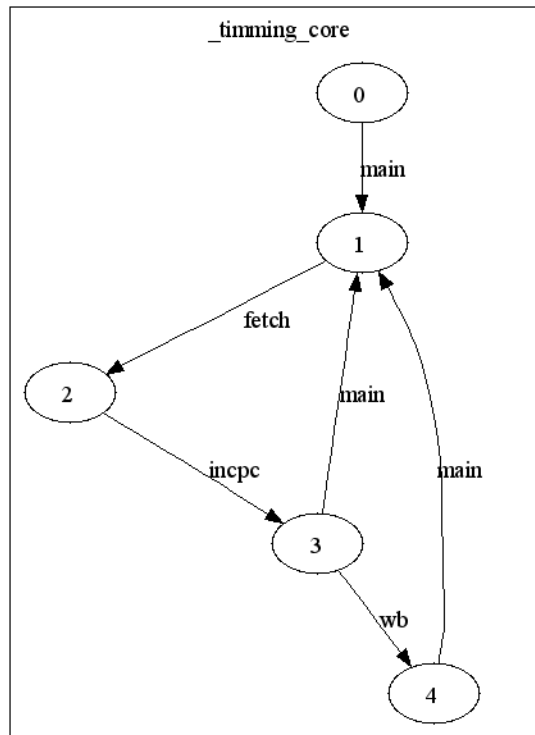 _timming_core
0
main
1
fetch
2
main
incpc
main
3
wb
4